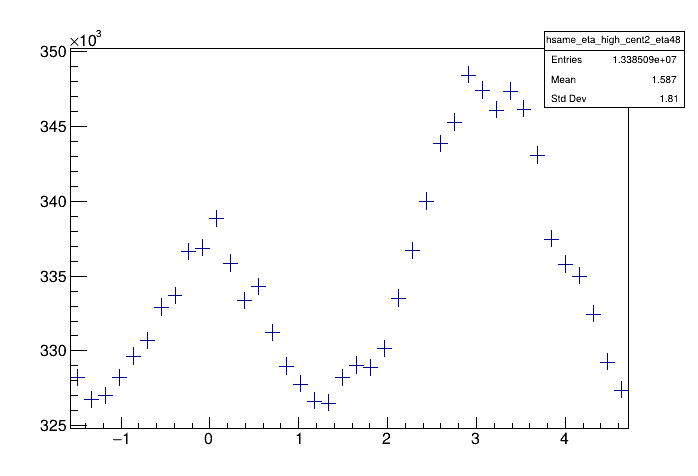 ×10³
hsame_eta_high_cent2_eta48
Entries 1.338509e+07
Mean 1.587
Std Dev 1.81
350
345
340
335
330
325
−1 0 1 2 3 4